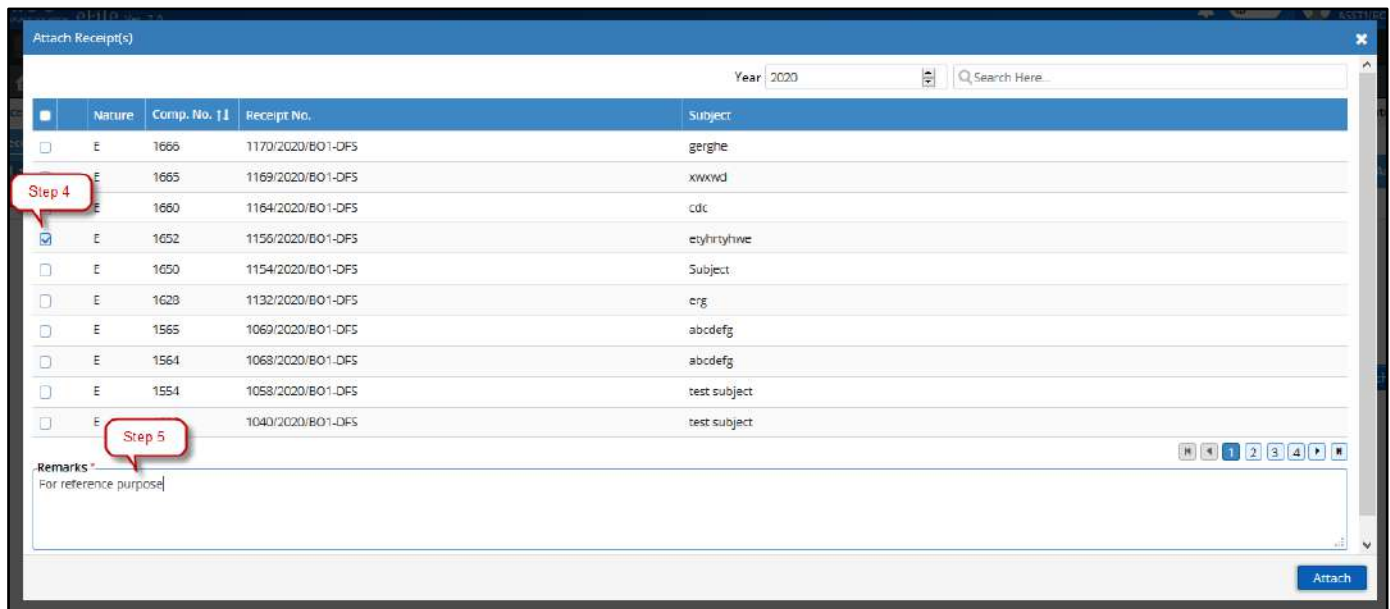 Attach Receipt(s)
Year 2020 Search Here...
Nature Comp. No. Receipt No. Subject
E 1666 1170/2020/BO1-DFS gerghe
E 1665 1169/2020/BO1-DFS xwxwd
Step 4
E 1660 1164/2020/BO1-DFS cdc
E 1652 1156/2020/BO1-DFS etyhrtyhwe
E 1650 1154/2020/BO1-DFS Subject
E 1628 1132/2020/BO1-DFS erg
E 1565 1069/2020/BO1-DFS abcdefg
E 1564 1068/2020/BO1-DFS abcdefg
E 1554 1058/2020/BO1-DFS test subject
E 1040/2020/BO1-DFS test subject
Step 5
1 2 3 4
Remarks *
For reference purpose
Attach